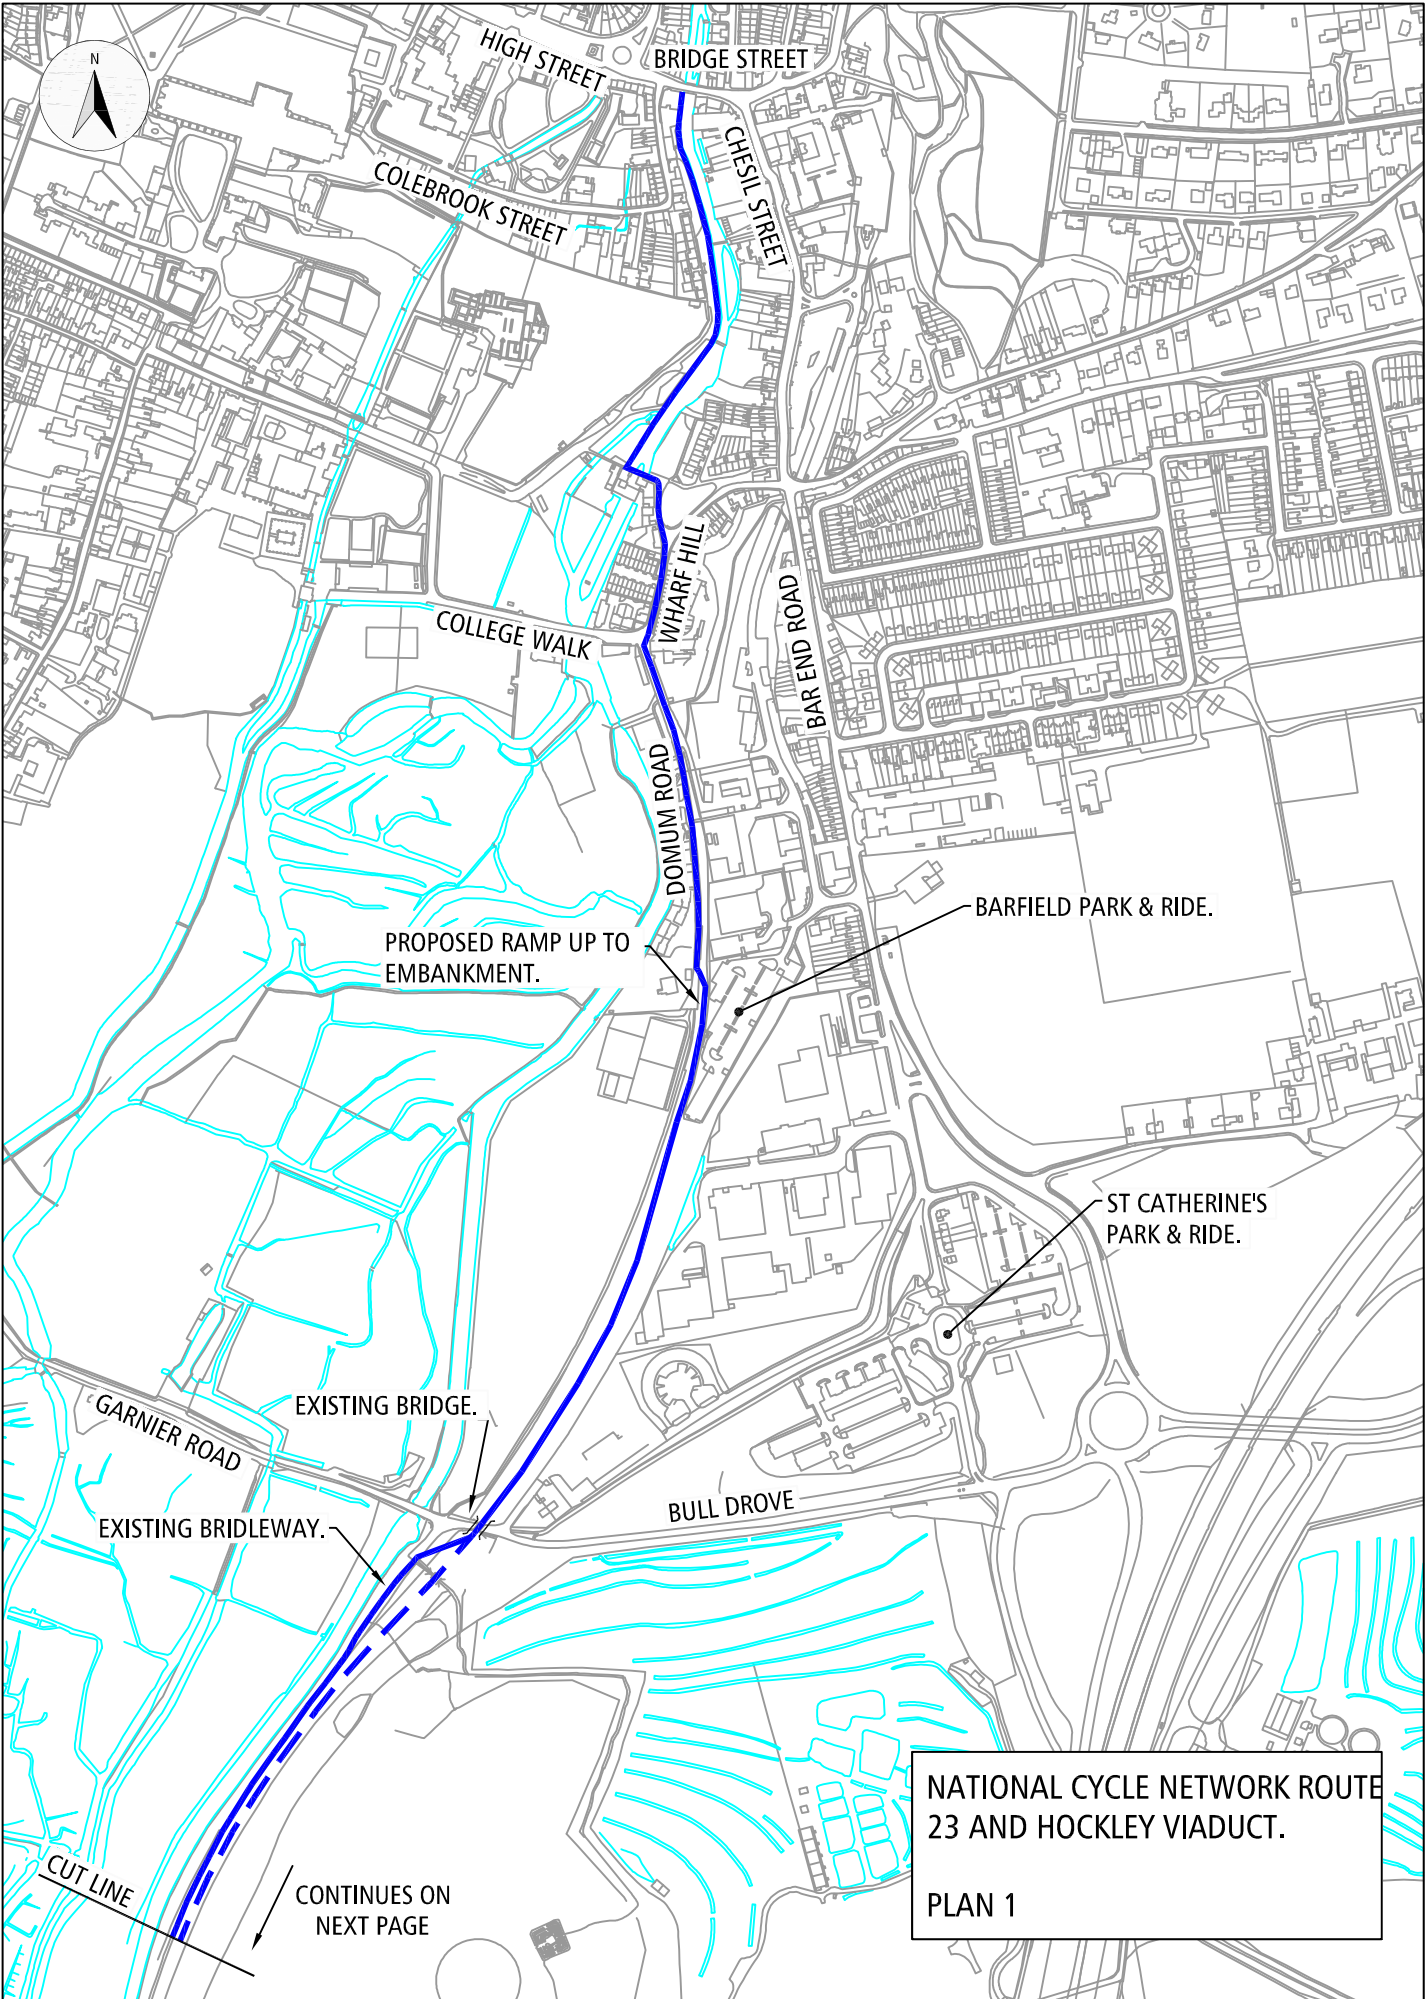 N
HIGH STREET
BRIDGE STREET
CHESIL STREET
COLEBROOK STREET
WHARF HILL
COLLEGE WALK
BAR END ROAD
DOMUM ROAD
BARFIELD PARK & RIDE.
PROPOSED RAMP UP TO
EMBANKMENT.
ST CATHERINE'S
PARK & RIDE.
EXISTING BRIDGE.
GARNIER ROAD
BULL DROVE
EXISTING BRIDLEWAY.
NATIONAL CYCLE NETWORK ROUTE
23 AND HOCKLEY VIADUCT.
PLAN 1
CUT LINE
CONTINUES ON
NEXT PAGE